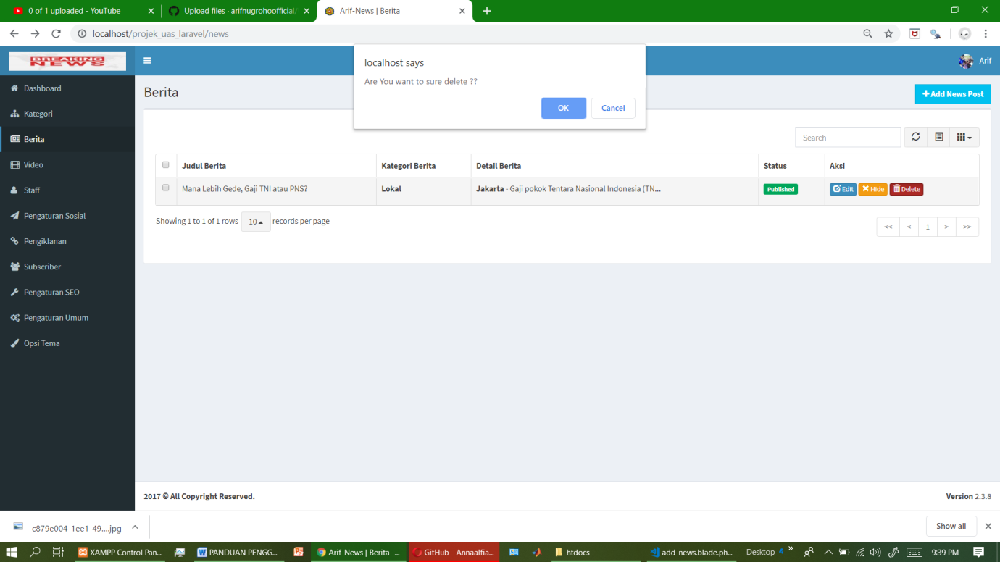 0 of 1 uploaded - YouTube
Upload files · arifnugrohoofficial/
Arif-News | Berita
localhost/projek_uas_laravel/news
BREAKING
NEWS
Arif
localhost says
Are You want to sure delete ??
OK
Cancel
Dashboard
Kategori
Berita
Video
Staff
Pengaturan Sosial
Pengiklanan
Subscriber
Pengaturan SEO
Pengaturan Umum
Opsi Tema
Berita
Add News Post
Search
Judul Berita Kategori Berita Detail Berita Status Aksi
Mana Lebih Gede, Gaji TNI atau PNS? Lokal Jakarta - Gaji pokok Tentara Nasional Indonesia (TN... Published Edit Hide Delete
Showing 1 to 1 of 1 rows 10 records per page
<< < 1 > >>
2017 © All Copyright Reserved.
Version 2.3.8
c879e004-1ee1-49....jpg
Show all
XAMPP Control Pan...
PANDUAN PENGG...
Arif-News | Berita -...
GitHub - Annaalfia...
htdocs
add-news.blade.ph...
Desktop
9:39 PM